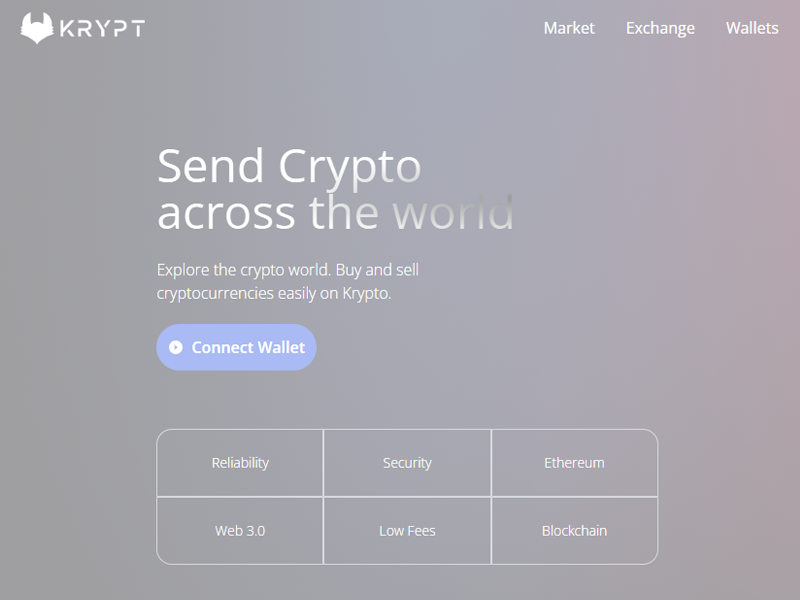 KRYPT
Market
Exchange
Wallets
Send Crypto
across the world
Explore the crypto world. Buy and sell
cryptocurrencies easily on Krypto.
Connect Wallet
Reliability
Security
Ethereum
Web 3.0
Low Fees
Blockchain